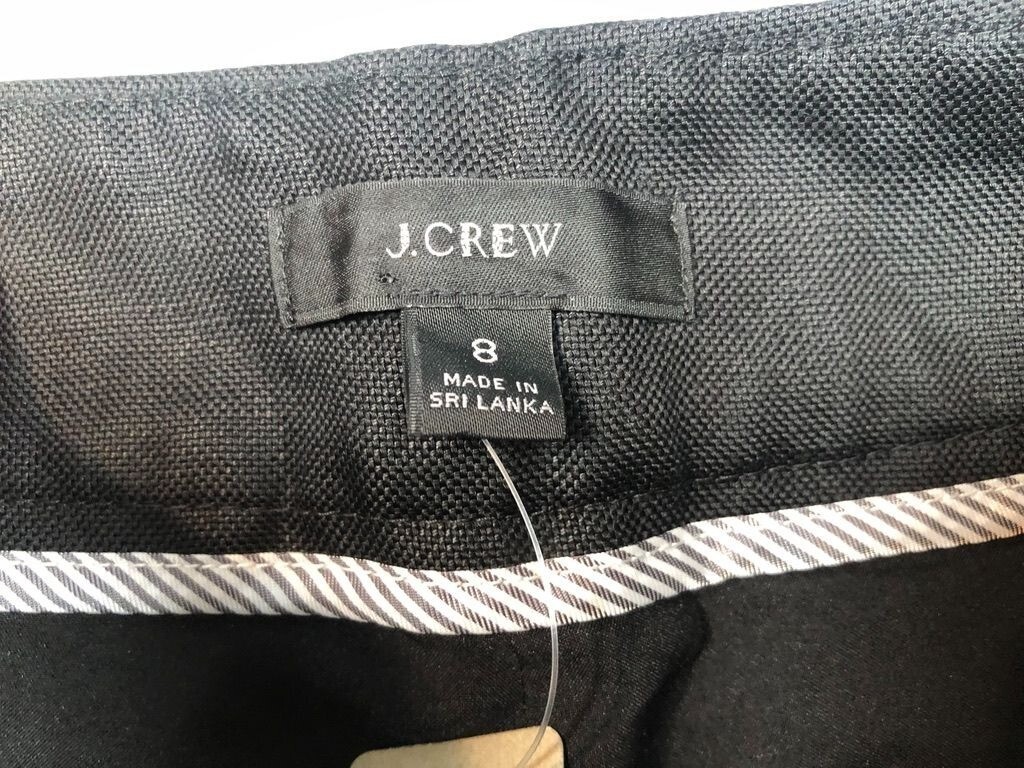 J.CREW
8
MADE IN
SRI LANKA